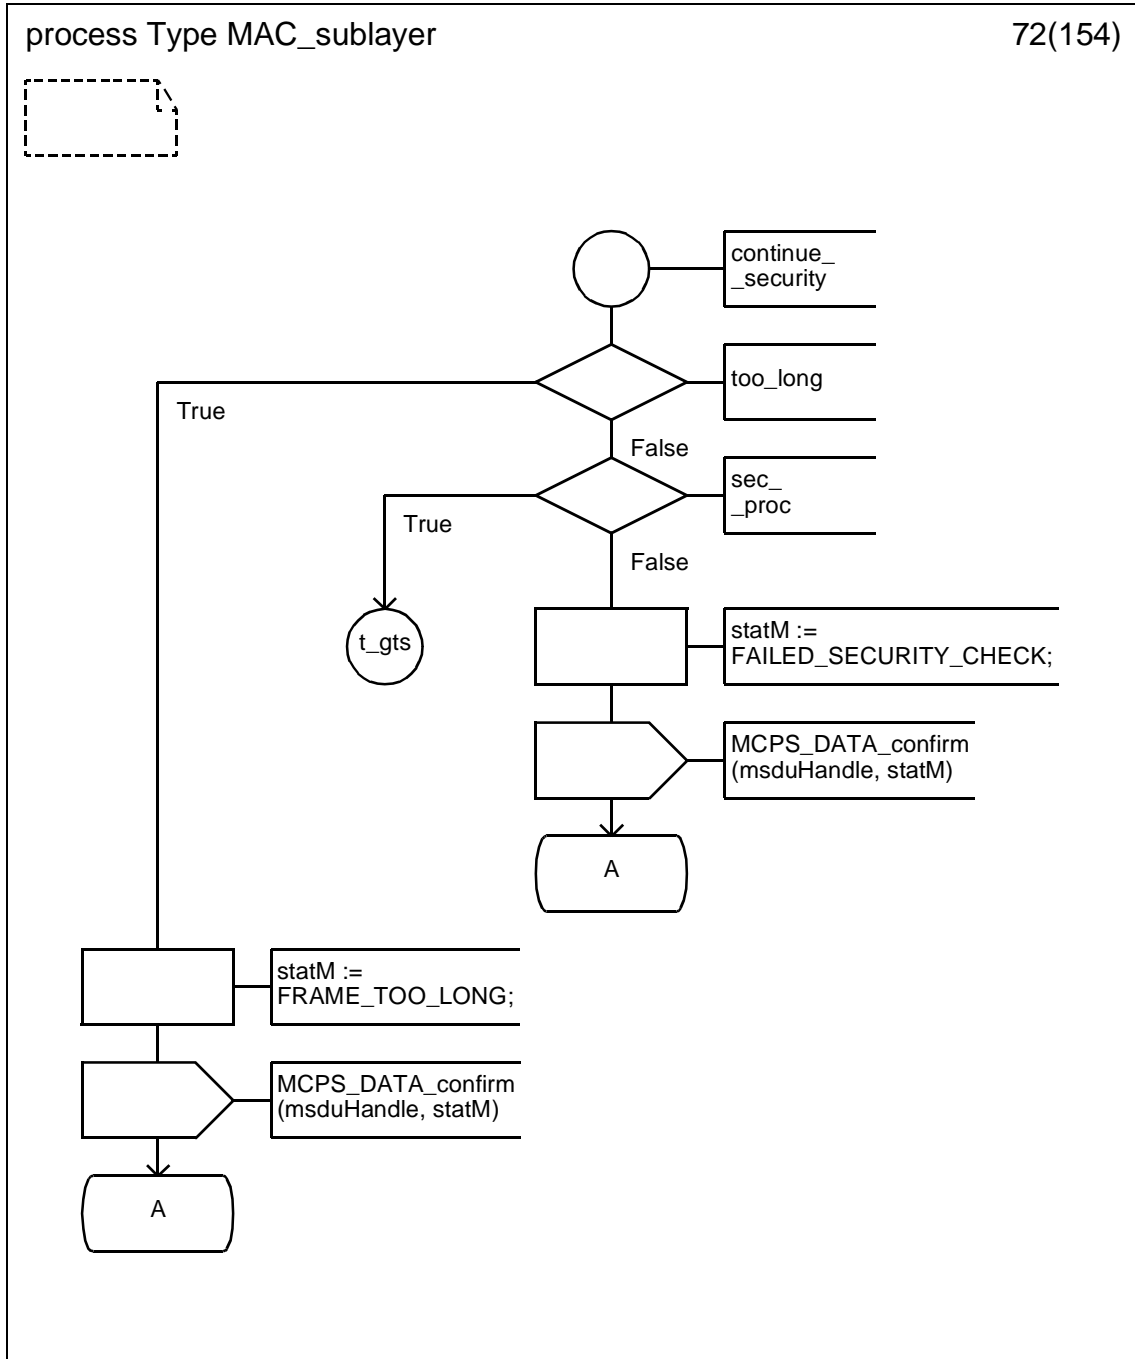 process Type MAC_sublayer
72(154)
continue_
_security
too_long
True
False
sec_
_proc
True
False
t_gts
statM :=
FAILED_SECURITY_CHECK;
MCPS_DATA_confirm
(msduHandle, statM)
A
statM :=
FRAME_TOO_LONG;
MCPS_DATA_confirm
(msduHandle, statM)
A